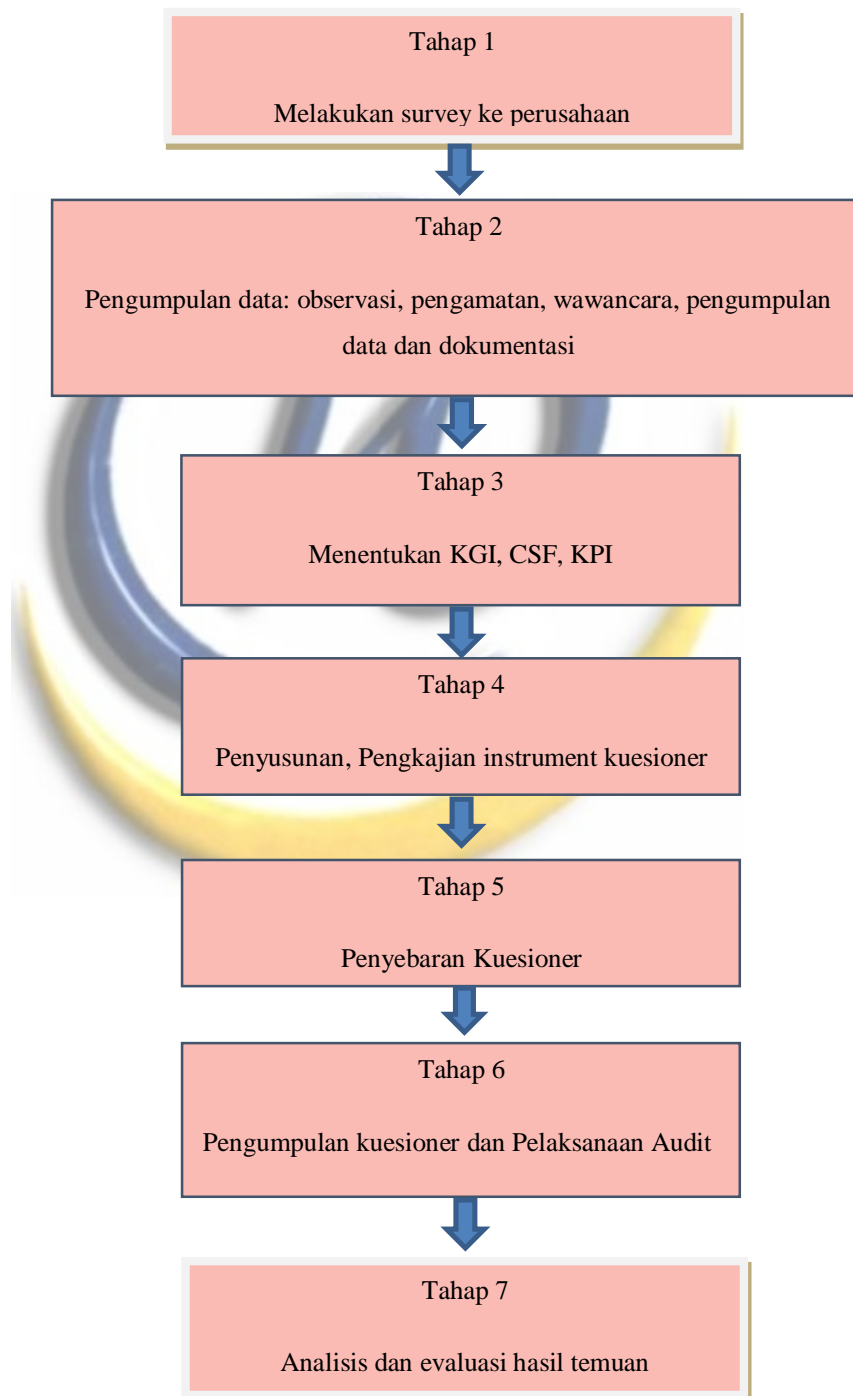 Tahap 1
Melakukan survey ke perusahaan
Tahap 2
Pengumpulan data: observasi, pengamatan, wawancara, pengumpulan
data dan dokumentasi
Tahap 3
Menentukan KGI, CSF, KPI
Tahap 4
Penyusunan, Pengkajian instrument kuesioner
Tahap 5
Penyebaran Kuesioner
Tahap 6
Pengumpulan kuesioner dan Pelaksanaan Audit
Tahap 7
Analisis dan evaluasi hasil temuan